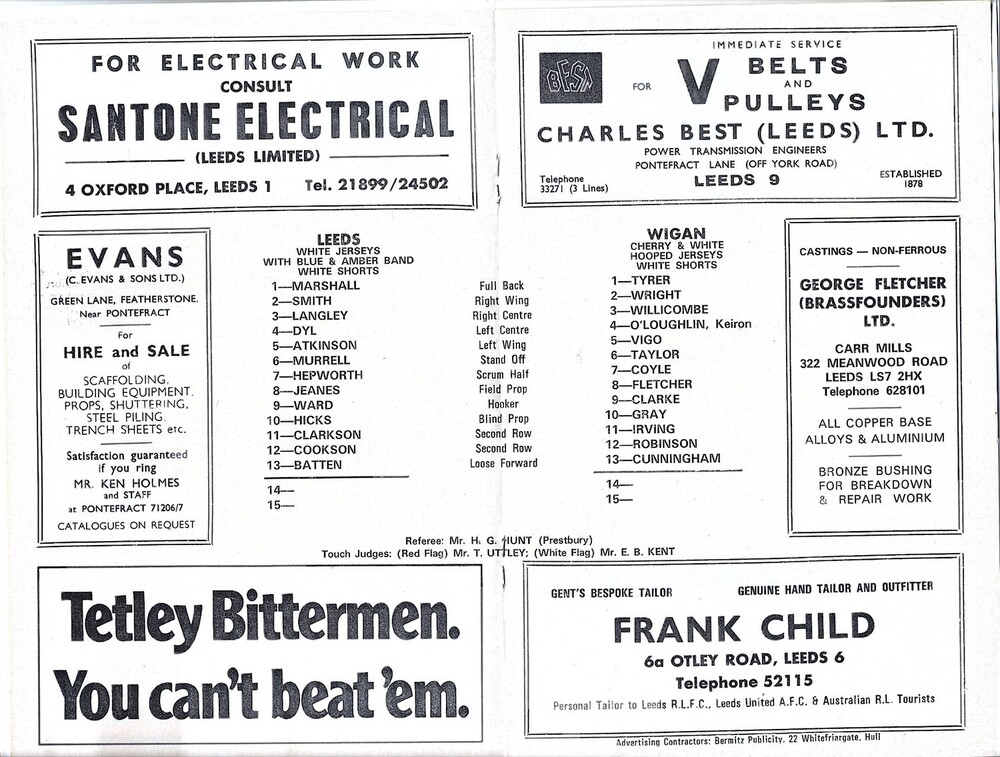 FOR ELECTRICAL WORK
CONSULT
SANTONE ELECTRICAL
(LEEDS LIMITED)
4 OXFORD PLACE, LEEDS 1 Tel. 21899/24502
IMMEDIATE SERVICE
BEST
FOR
V BELTS
AND
PULLEYS
CHARLES BEST (LEEDS) LTD.
POWER TRANSMISSION ENGINEERS
PONTEFRACT LANE (OFF YORK ROAD)
Telephone
33271 (3 Lines)
LEEDS 9
ESTABLISHED
1878
EVANS
(C. EVANS & SONS LTD.)
GREEN LANE, FEATHERSTONE,
Near PONTEFRACT
For
HIRE and SALE
of
SCAFFOLDING,
BUILDING EQUIPMENT,
PROPS, SHUTTERING,
STEEL PILING,
TRENCH SHEETS etc.
Satisfaction guaranteed
if you ring
MR. KEN HOLMES
and STAFF
at PONTEFRACT 71206/7
CATALOGUES ON REQUEST
LEEDS
WHITE JERSEYS
WITH BLUE & AMBER BAND
WHITE SHORTS
1—MARSHALL
2—SMITH
3—LANGLEY
4—DYL
5—ATKINSON
6—MURRELL
7—HEPWORTH
8—JEANES
9—WARD
10—HICKS
11—CLARKSON
12—COOKSON
13—BATTEN
14—
15—
Full Back
Right Wing
Right Centre
Left Centre
Left Wing
Stand Off
Scrum Half
Field Prop
Hooker
Blind Prop
Second Row
Second Row
Loose Forward
WIGAN
CHERRY & WHITE
HOOPED JERSEYS
WHITE SHORTS
1—TYRER
2—WRIGHT
3—WILLICOMBE
4—O'LOUGHLIN, Keiron
5—VIGO
6—TAYLOR
7—COYLE
8—FLETCHER
9—CLARKE
10—GRAY
11—IRVING
12—ROBINSON
13—CUNNINGHAM
14—
15—
CASTINGS — NON-FERROUS
GEORGE FLETCHER
(BRASSFOUNDERS)
LTD.
CARR MILLS
322 MEANWOOD ROAD
LEEDS LS7 2HX
Telephone 628101
ALL COPPER BASE
ALLOYS & ALUMINIUM
BRONZE BUSHING
FOR BREAKDOWN
& REPAIR WORK
Referee: Mr. H. G. HUNT (Prestbury)
Touch Judges: (Red Flag) Mr. T. UTTLEY; (White Flag) Mr. E. B. KENT
Tetley Bittermen.
You can't beat 'em.
GENT'S BESPOKE TAILOR GENUINE HAND TAILOR AND OUTFITTER
FRANK CHILD
6a OTLEY ROAD, LEEDS 6
Telephone 52115
Personal Tailor to Leeds R.L.F.C., Leeds United A.F.C. & Australian R.L. Tourists
Advertising Contractors: Bermitz Publicity, 22 Whitefriargate, Hull